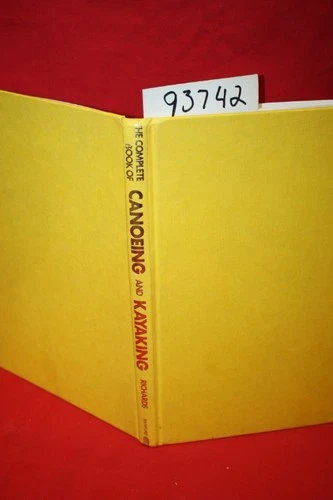 93742
THE COMPLETE
BOOK OF
CANOEING AND KAYAKING
RICHARDS